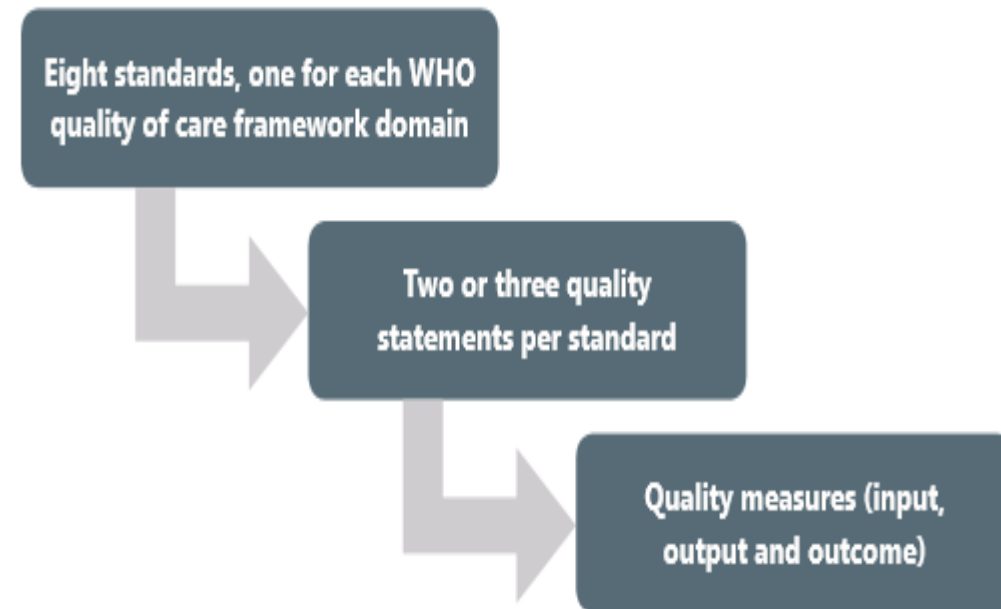 Eight standards, one for each WHO
quality of care framework domain
Two or three quality
statements per standard
Quality measures (input,
output and outcome)